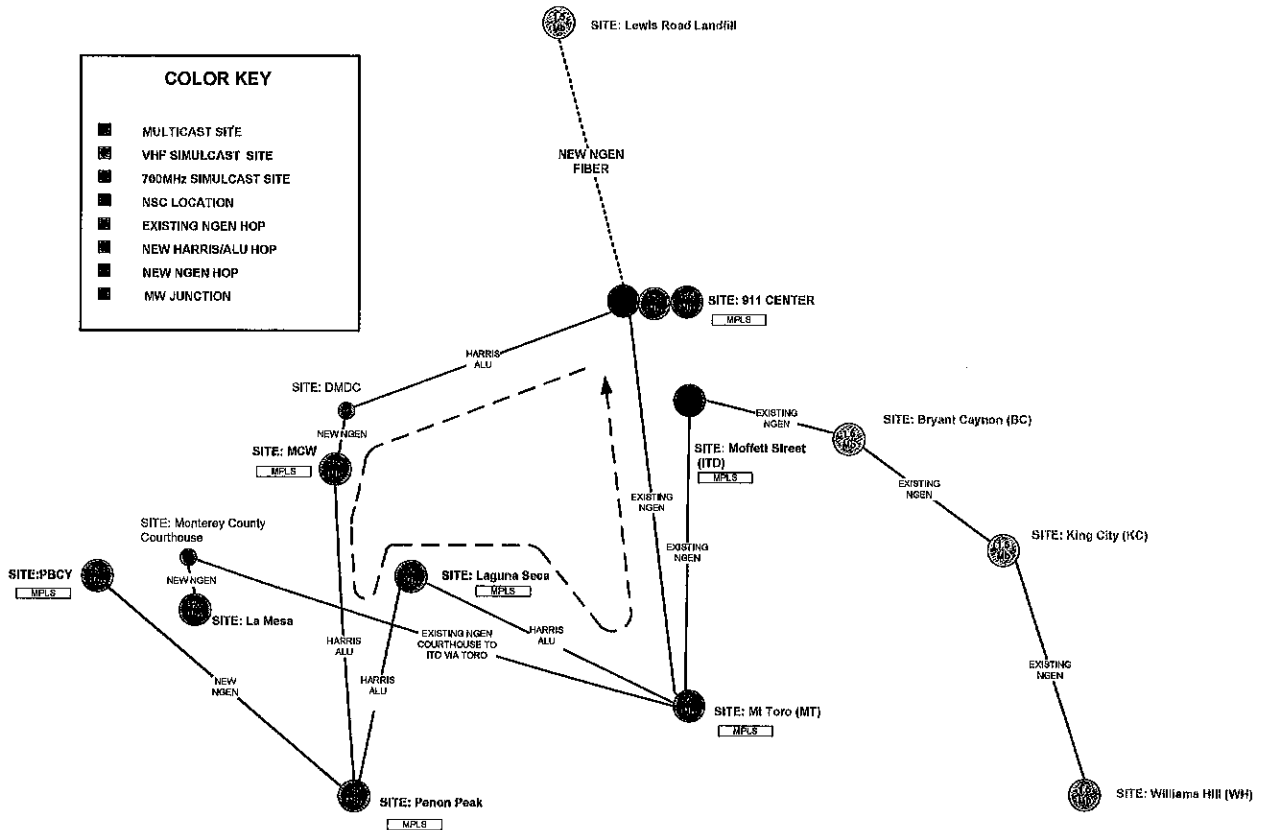 SITE: Lewis Road Landfill
COLOR KEY
MULTICAST SITE
VHF SIMULCAST SITE
700MHz SIMULCAST SITE
NSC LOCATION
EXISTING NGEN HOP
NEW HARRIS/ALU HOP
NEW NGEN HOP
MW JUNCTION
NEW NGEN
FIBER
SITE: 911 CENTER
MPLS
HARRIS
ALU
SITE: DMDC
NEW NGEN
SITE: MCW
MPLS
EXISTING
NGEN
SITE: Bryant Caynon (BC)
SITE: Moffett Street
(ITD)
MPLS
EXISTING
NGEN
EXISTING
NGEN
EXISTING
NGEN
SITE: Monterey County
Courthouse
SITE: King City (KC)
SITE:PBCY
MPLS
NEW NGEN
SITE: Laguna Seca
MPLS
SITE: La Mesa
HARRIS
ALU
EXISTING NGEN
COURTHOUSE TO
ITD VIA TORO
HARRIS
ALU
HARRIS
ALU
NEW
NGEN
EXISTING
NGEN
SITE: Mt Toro (MT)
MPLS
SITE: Penon Peak
MPLS
SITE: Williams Hill (WH)